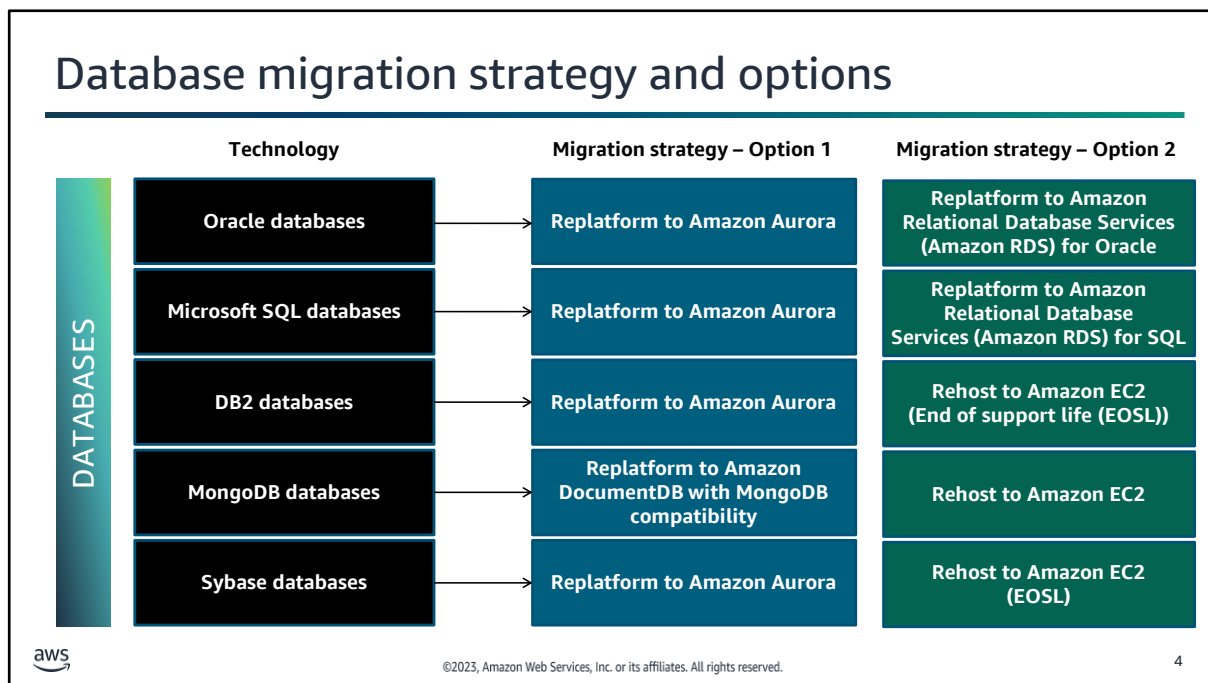 Database migration strategy and options
Technology
Migration strategy – Option 1
Migration strategy – Option 2
DATABASES
Oracle databases
Replatform to Amazon Aurora
Replatform to Amazon
Relational Database Services
(Amazon RDS) for Oracle
Microsoft SQL databases
Replatform to Amazon Aurora
Replatform to Amazon
Relational Database
Services (Amazon RDS) for SQL
DB2 databases
Replatform to Amazon Aurora
Rehost to Amazon EC2
(End of support life (EOSL))
MongoDB databases
Replatform to Amazon
DocumentDB with MongoDB
compatibility
Rehost to Amazon EC2
Sybase databases
Replatform to Amazon Aurora
Rehost to Amazon EC2
(EOSL)
aws
©2023, Amazon Web Services, Inc. or its affiliates. All rights reserved.
4